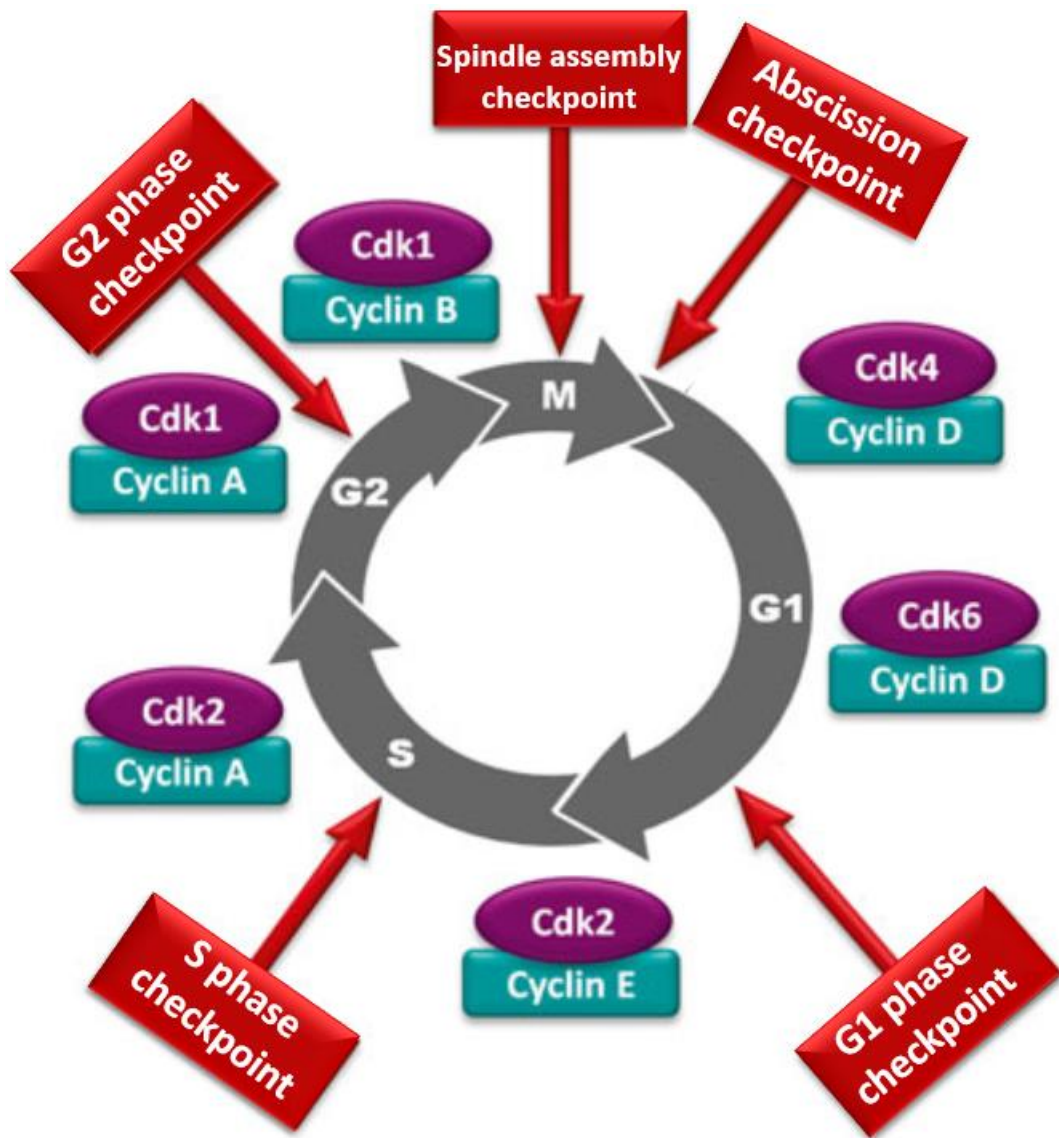 Spindle assembly
checkpoint
Abscission
checkpoint
G2 phase
checkpoint
Cdk1
Cyclin B
Cdk4
Cyclin D
Cdk1
Cyclin A
M
G2
G1
S
Cdk6
Cyclin D
Cdk2
Cyclin A
Cdk2
Cyclin E
S phase
checkpoint
G1 phase
checkpoint